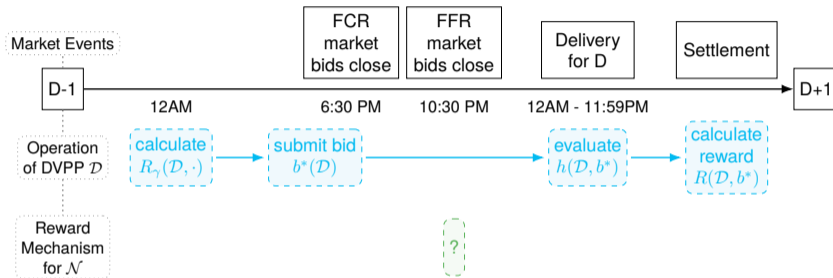 Market Events
FCR
market
bids close
FFR
market
bids close
Delivery
for D
Settlement
D-1
D+1
12AM
6:30 PM
10:30 PM
12AM - 11:59PM
Operation
of DVPP 𝒟
calculate
R_γ(𝒟, ·)
submit bid
b*(𝒟)
evaluate
h(𝒟, b*)
calculate
reward
R(𝒟, b*)
Reward
Mechanism
for 𝒩
?